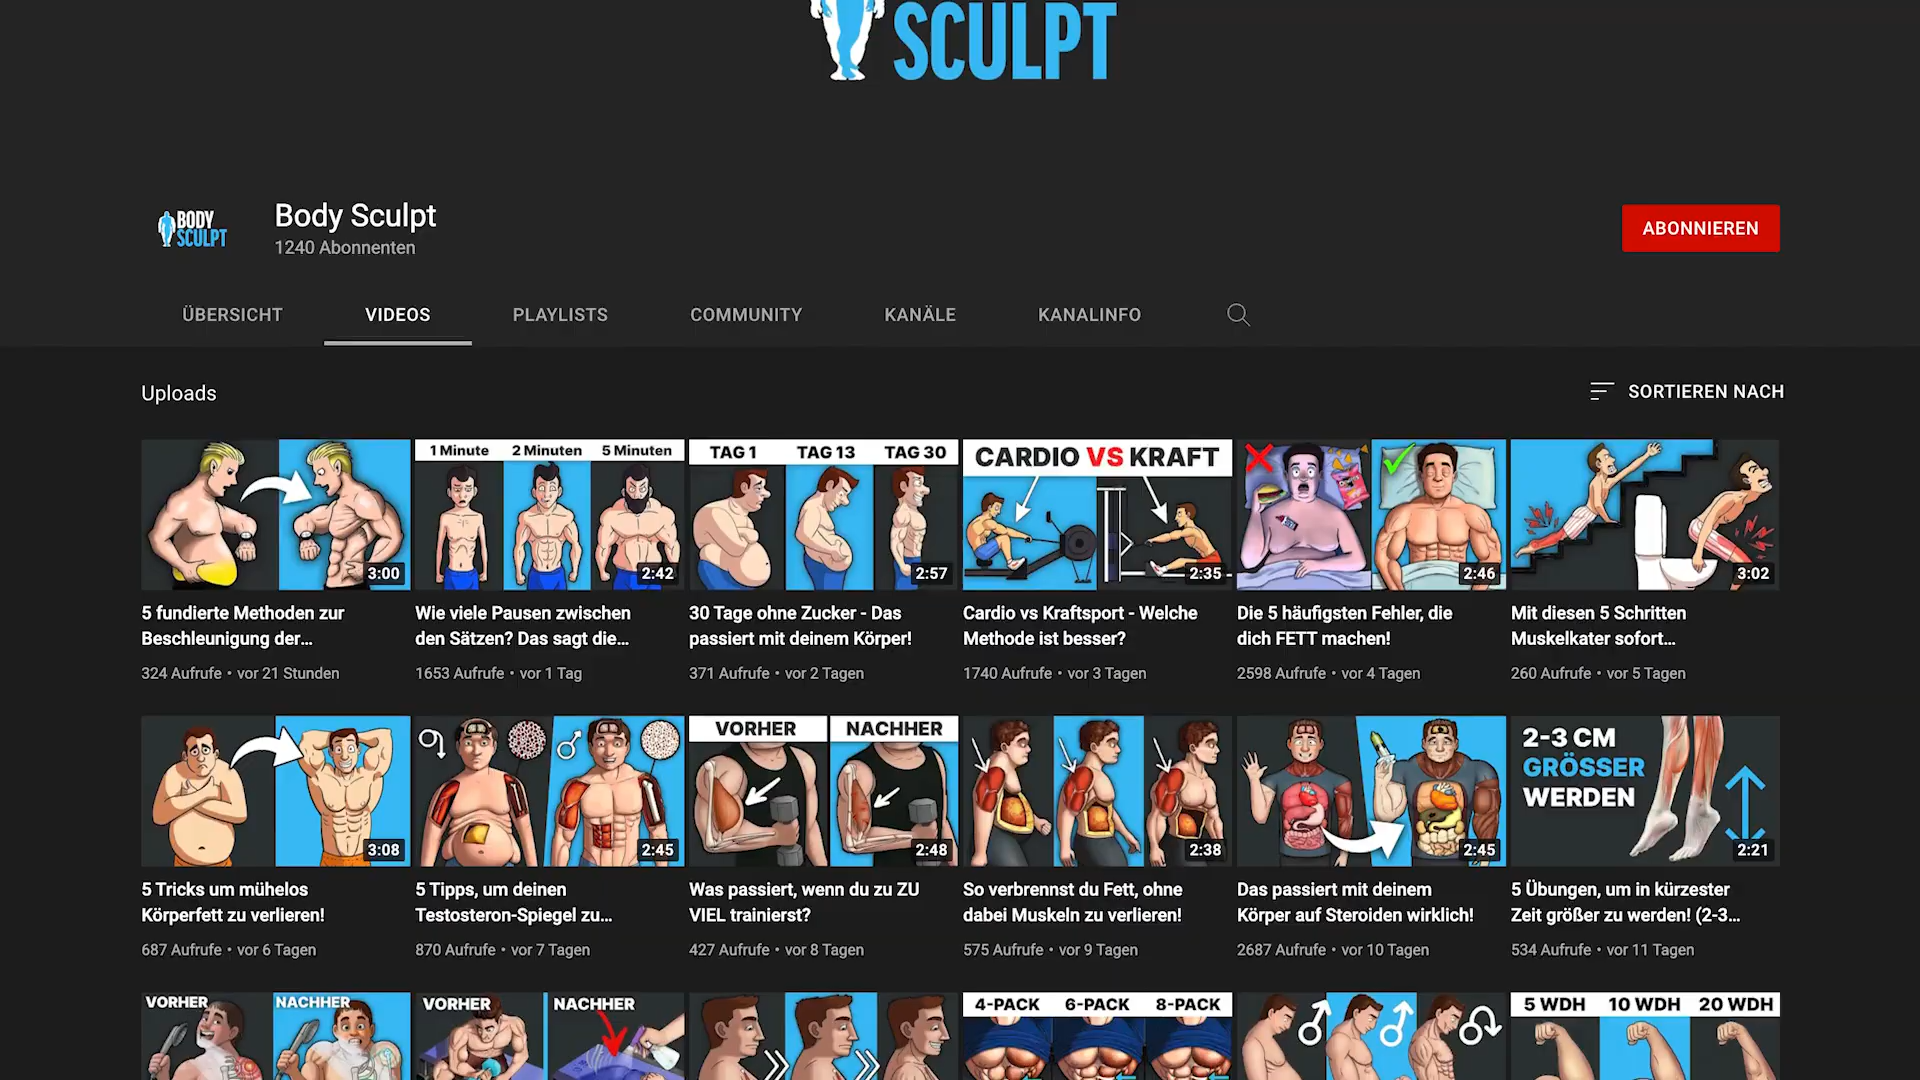 SCULPT
BODY
SCULPT
Body Sculpt
1240 Abonnenten
ABONNIEREN
ÜBERSICHT
VIDEOS
PLAYLISTS
COMMUNITY
KANÄLE
KANALINFO
Uploads
SORTIEREN NACH
3:00
1 Minute 2 Minuten 5 Minuten
2:42
TAG 1 TAG 13 TAG 30
2:57
CARDIO VS KRAFT
2:35
2:46
3:02
5 fundierte Methoden zur
Beschleunigung der...
324 Aufrufe • vor 21 Stunden
Wie viele Pausen zwischen
den Sätzen? Das sagt die...
1653 Aufrufe • vor 1 Tag
30 Tage ohne Zucker - Das
passiert mit deinem Körper!
371 Aufrufe • vor 2 Tagen
Cardio vs Kraftsport - Welche
Methode ist besser?
1740 Aufrufe • vor 3 Tagen
Die 5 häufigsten Fehler, die
dich FETT machen!
2598 Aufrufe • vor 4 Tagen
Mit diesen 5 Schritten
Muskelkater sofort...
260 Aufrufe • vor 5 Tagen
3:08
2:45
VORHER NACHHER
2:48
2:38
2:45
2-3 CM
GRÖSSER
WERDEN
2:21
5 Tricks um mühelos
Körperfett zu verlieren!
687 Aufrufe • vor 6 Tagen
5 Tipps, um deinen
Testosteron-Spiegel zu...
870 Aufrufe • vor 7 Tagen
Was passiert, wenn du zu ZU
VIEL trainierst?
427 Aufrufe • vor 8 Tagen
So verbrennst du Fett, ohne
dabei Muskeln zu verlieren!
575 Aufrufe • vor 9 Tagen
Das passiert mit deinem
Körper auf Steroiden wirklich!
2687 Aufrufe • vor 10 Tagen
5 Übungen, um in kürzester
Zeit größer zu werden! (2-3...
534 Aufrufe • vor 11 Tagen
VORHER NACHHER
VORHER NACHHER
4-PACK 6-PACK 8-PACK
5 WDH 10 WDH 20 WDH